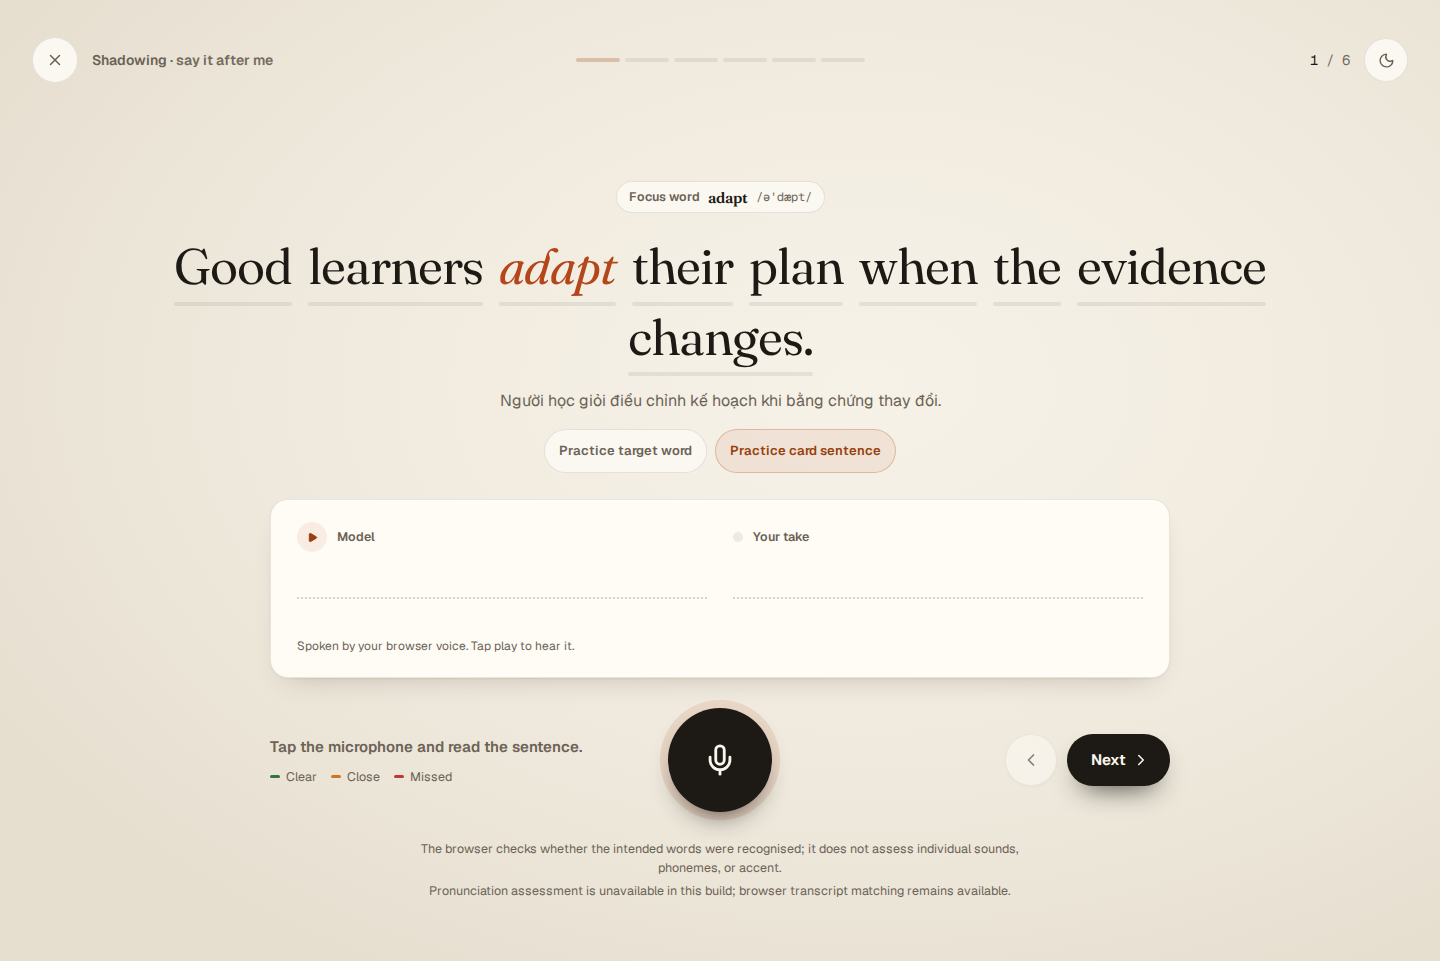 Shadowing · say it after me
1 / 6
Focus word adapt /əˈdæpt/
Good learners adapt their plan when the evidence
changes.
Người học giỏi điều chỉnh kế hoạch khi bằng chứng thay đổi.
Practice target word
Practice card sentence
Model
Your take
Spoken by your browser voice. Tap play to hear it.
Tap the microphone and read the sentence.
Clear Close Missed
Next
The browser checks whether the intended words were recognised; it does not assess individual sounds,
phonemes, or accent.
Pronunciation assessment is unavailable in this build; browser transcript matching remains available.